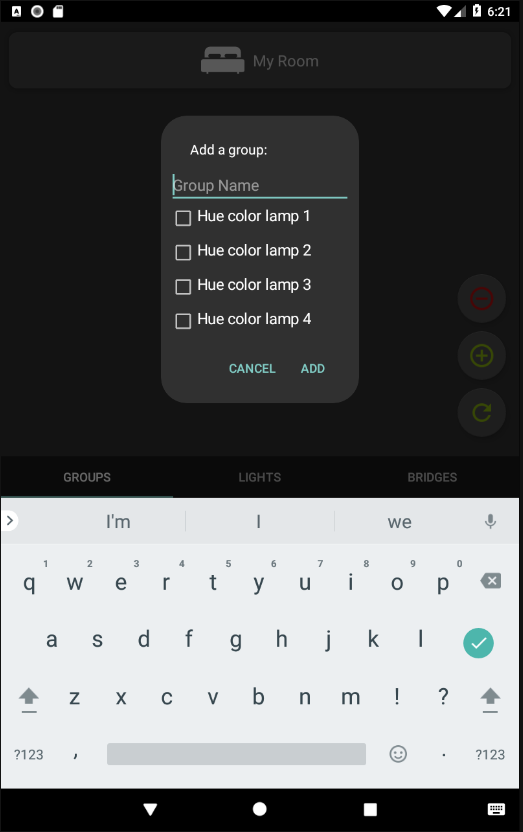 6:21
My Room
Add a group:
Group Name
Hue color lamp 1
Hue color lamp 2
Hue color lamp 3
Hue color lamp 4
CANCEL ADD
GROUPS LIGHTS BRIDGES
I'm I we
1 2 3 4 5 6 7 8 9 0
q w e r t y u i o p
a s d f g h j k l
z x c v b n m ! ?
?123 , . ?123